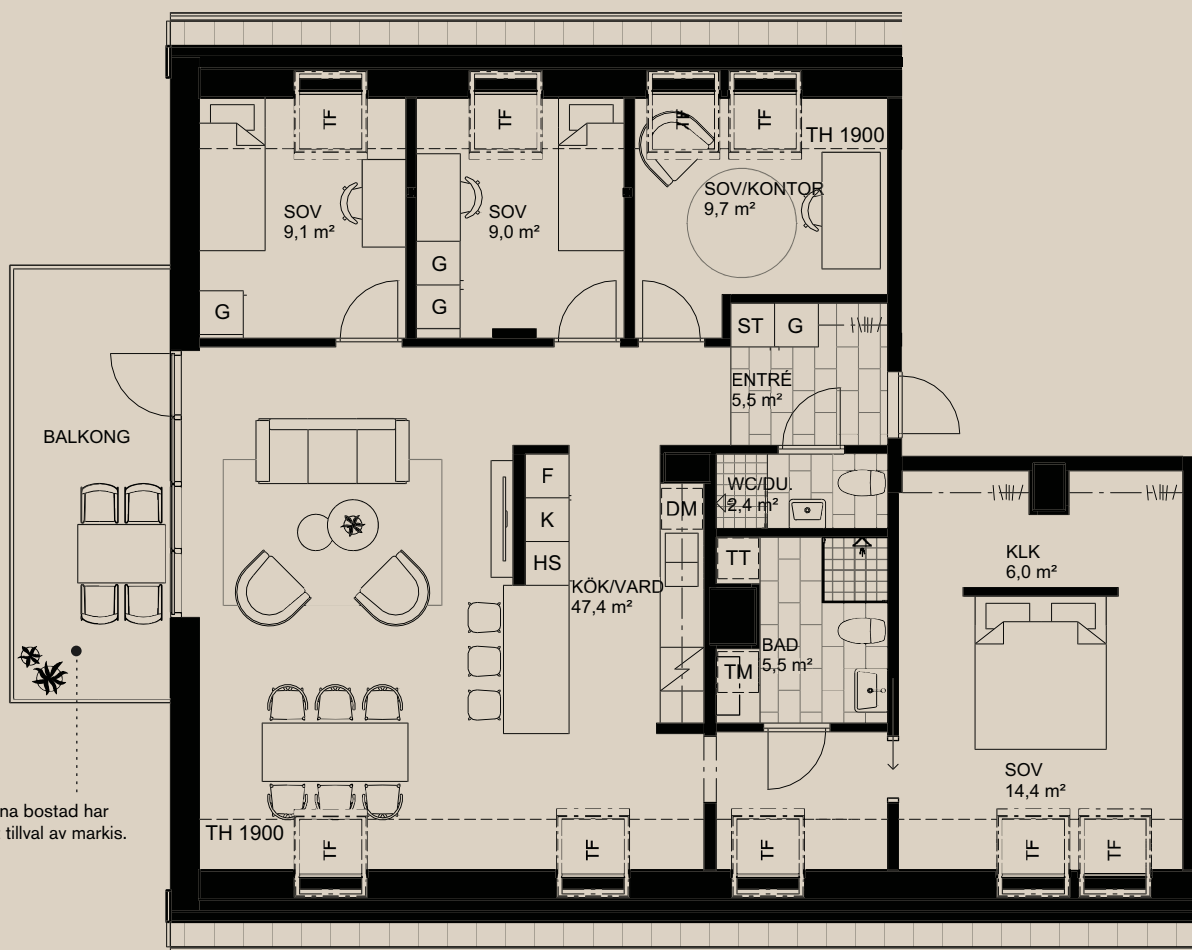 TF
TF
TF
TF
TH 1900
SOV
9,1 m²
SOV
9,0 m²
SOV/KONTOR
9,7 m²
G
G
G
ST
G
ENTRÉ
5,5 m²
BALKONG
F
K
HS
DM
WC/DU.
2,4 m²
TT
KÖK/VARD
47,4 m²
BAD
5,5 m²
TM
KLK
6,0 m²
SOV
14,4 m²
na bostad har
tillval av markis.
TH 1900
TF
TF
TF
TF
TF